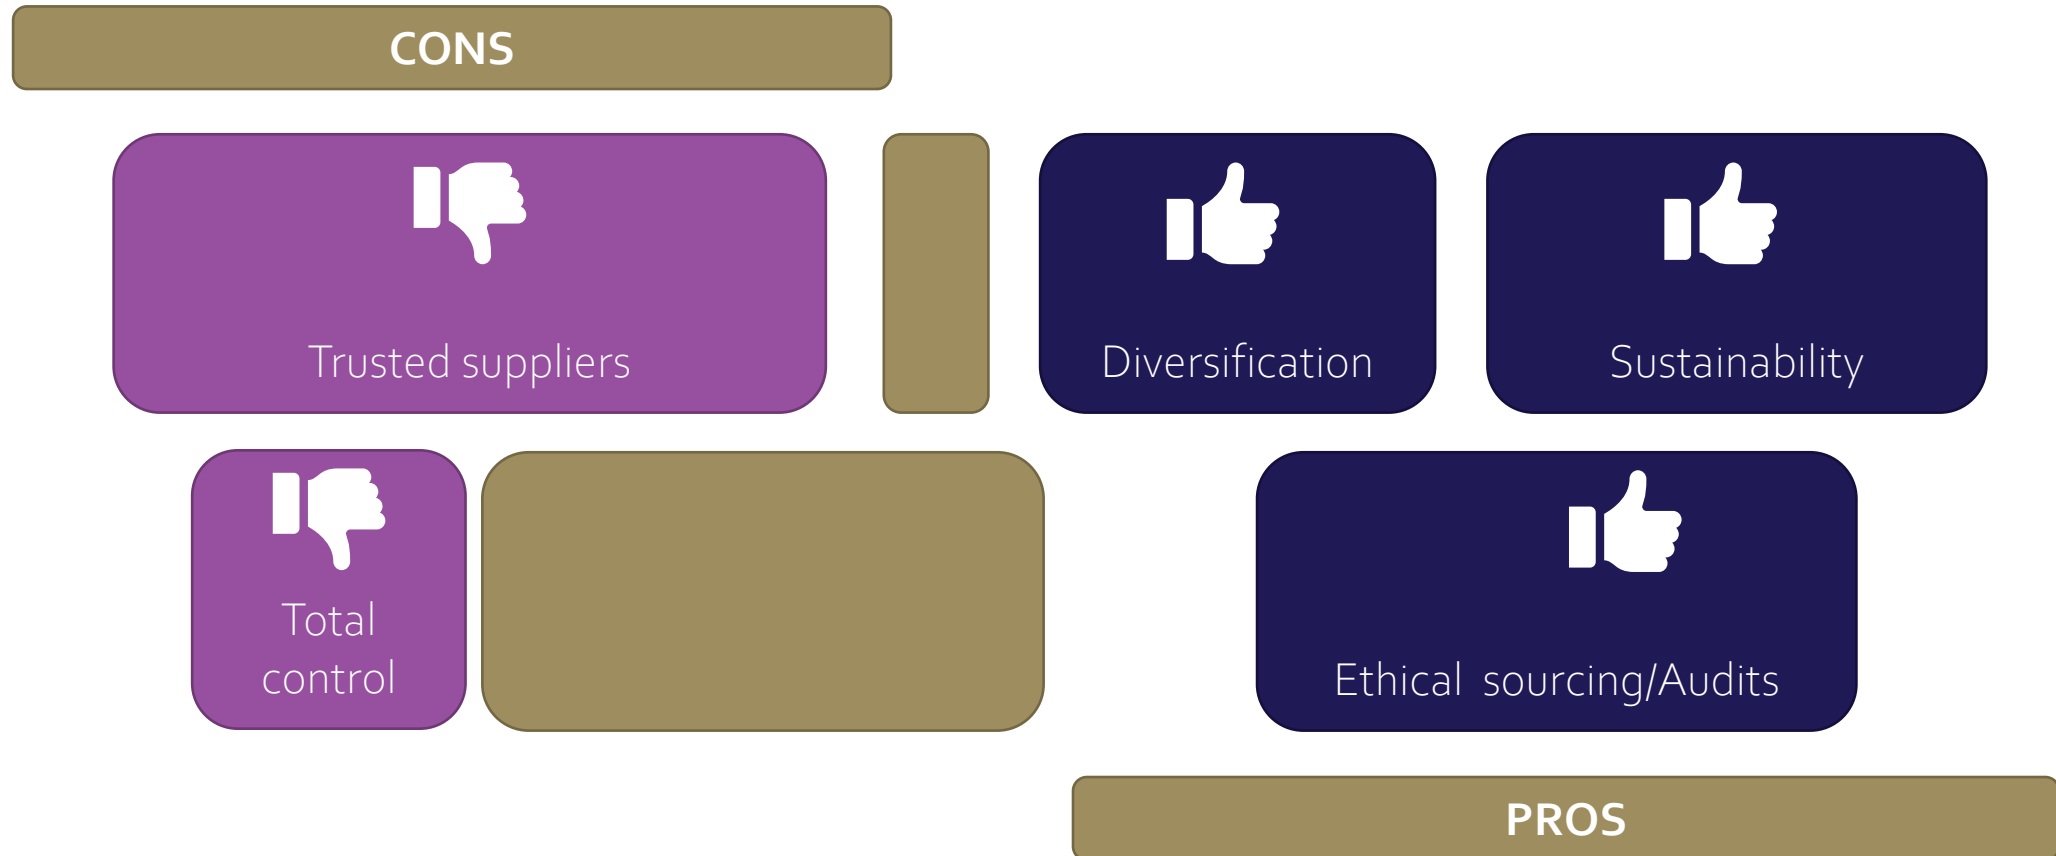 CONS
Trusted suppliers
Diversification
Sustainability
Total
control
Ethical sourcing/Audits
PROS